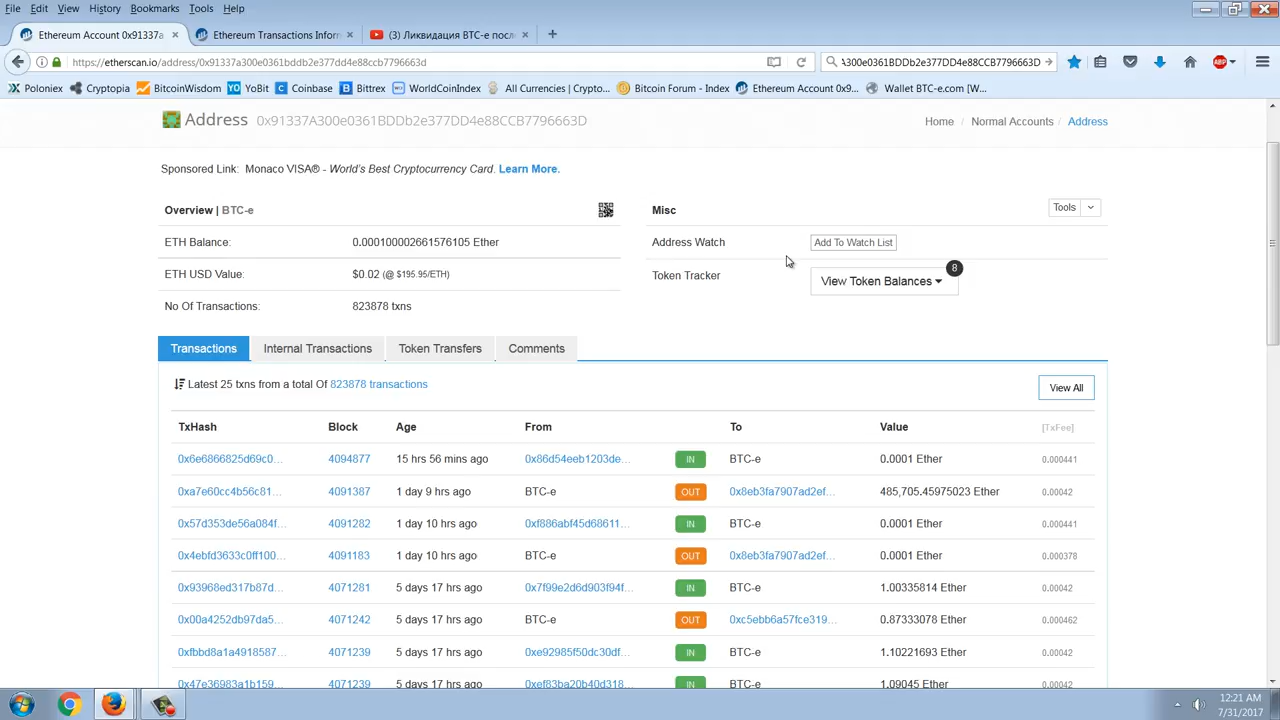 File Edit View History Bookmarks Tools Help
Ethereum Account 0x91337a × Ethereum Transactions Infor × (3) Ликвидация BTC-e посл ×
https://etherscan.io/address/0x91337a300e0361bddb2e377dd4e88ccb7796663d
A300e0361BDDb2e377DD4e88CCB7796663D
Poloniex Cryptopia BitcoinWisdom YoBit Coinbase Bittrex WorldCoinIndex All Currencies | Crypto... Bitcoin Forum - Index Ethereum Account 0x9... Wallet BTC-e.com [W...
Address 0x91337A300e0361BDDb2e377DD4e88CCB7796663D
Home / Normal Accounts / Address
Sponsored Link: Monaco VISA® - World's Best Cryptocurrency Card. Learn More.
Overview | BTC-e
ETH Balance: 0.000100002661576105 Ether
ETH USD Value: $0.02 (@ $195.95/ETH)
No Of Transactions: 823878 txns
Misc
Tools
Address Watch Add To Watch List
Token Tracker View Token Balances 8
Transactions Internal Transactions Token Transfers Comments
Latest 25 txns from a total Of 823878 transactions
View All
TxHash Block Age From To Value [TxFee]
0x6e6866825d69c0... 4094877 15 hrs 56 mins ago 0x86d54eeb1203de... IN BTC-e 0.0001 Ether 0.000441
0xa7e60cc4b56c81... 4091387 1 day 9 hrs ago BTC-e OUT 0x8eb3fa7907ad2ef... 485,705.45975023 Ether 0.00042
0x57d353de56a084f... 4091282 1 day 10 hrs ago 0xf886abf45d68611... IN BTC-e 0.0001 Ether 0.000441
0x4ebfd3633c0ff100... 4091183 1 day 10 hrs ago BTC-e OUT 0x8eb3fa7907ad2ef... 0.0001 Ether 0.000378
0x93968ed317b87d... 4071281 5 days 17 hrs ago 0x7f99e2d6d903f94f... IN BTC-e 1.00335814 Ether 0.00042
0x00a4252db97da5... 4071242 5 days 17 hrs ago BTC-e OUT 0xc5ebb6a57fce319... 0.87333078 Ether 0.000462
0xfbbd8a1a4918587... 4071239 5 days 17 hrs ago 0xe92985f50dc30df... IN BTC-e 1.10221693 Ether 0.00042
0x47e36983a1b159... 4071239 5 days 17 hrs ago 0xef83ba20b40d318... IN BTC-e 1.09045 Ether 0.00042
12:21 AM
7/31/2017